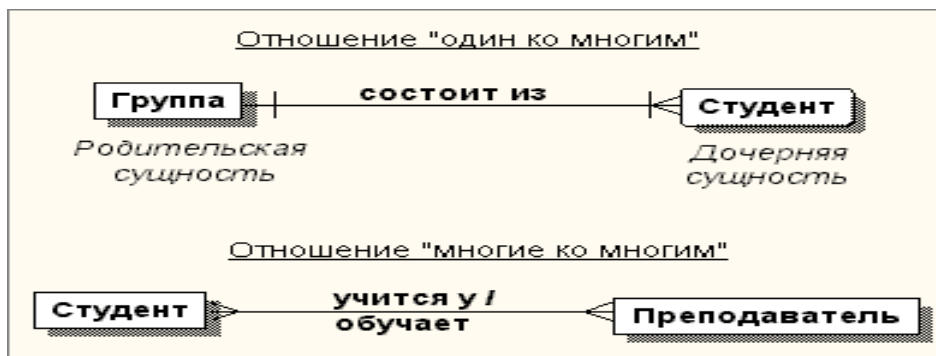 Отношение "один ко многим"
Группа состоит из Студент
Родительская Дочерняя
сущность сущность
Отношение "многие ко многим"
Студент учится у / Преподаватель
обучает